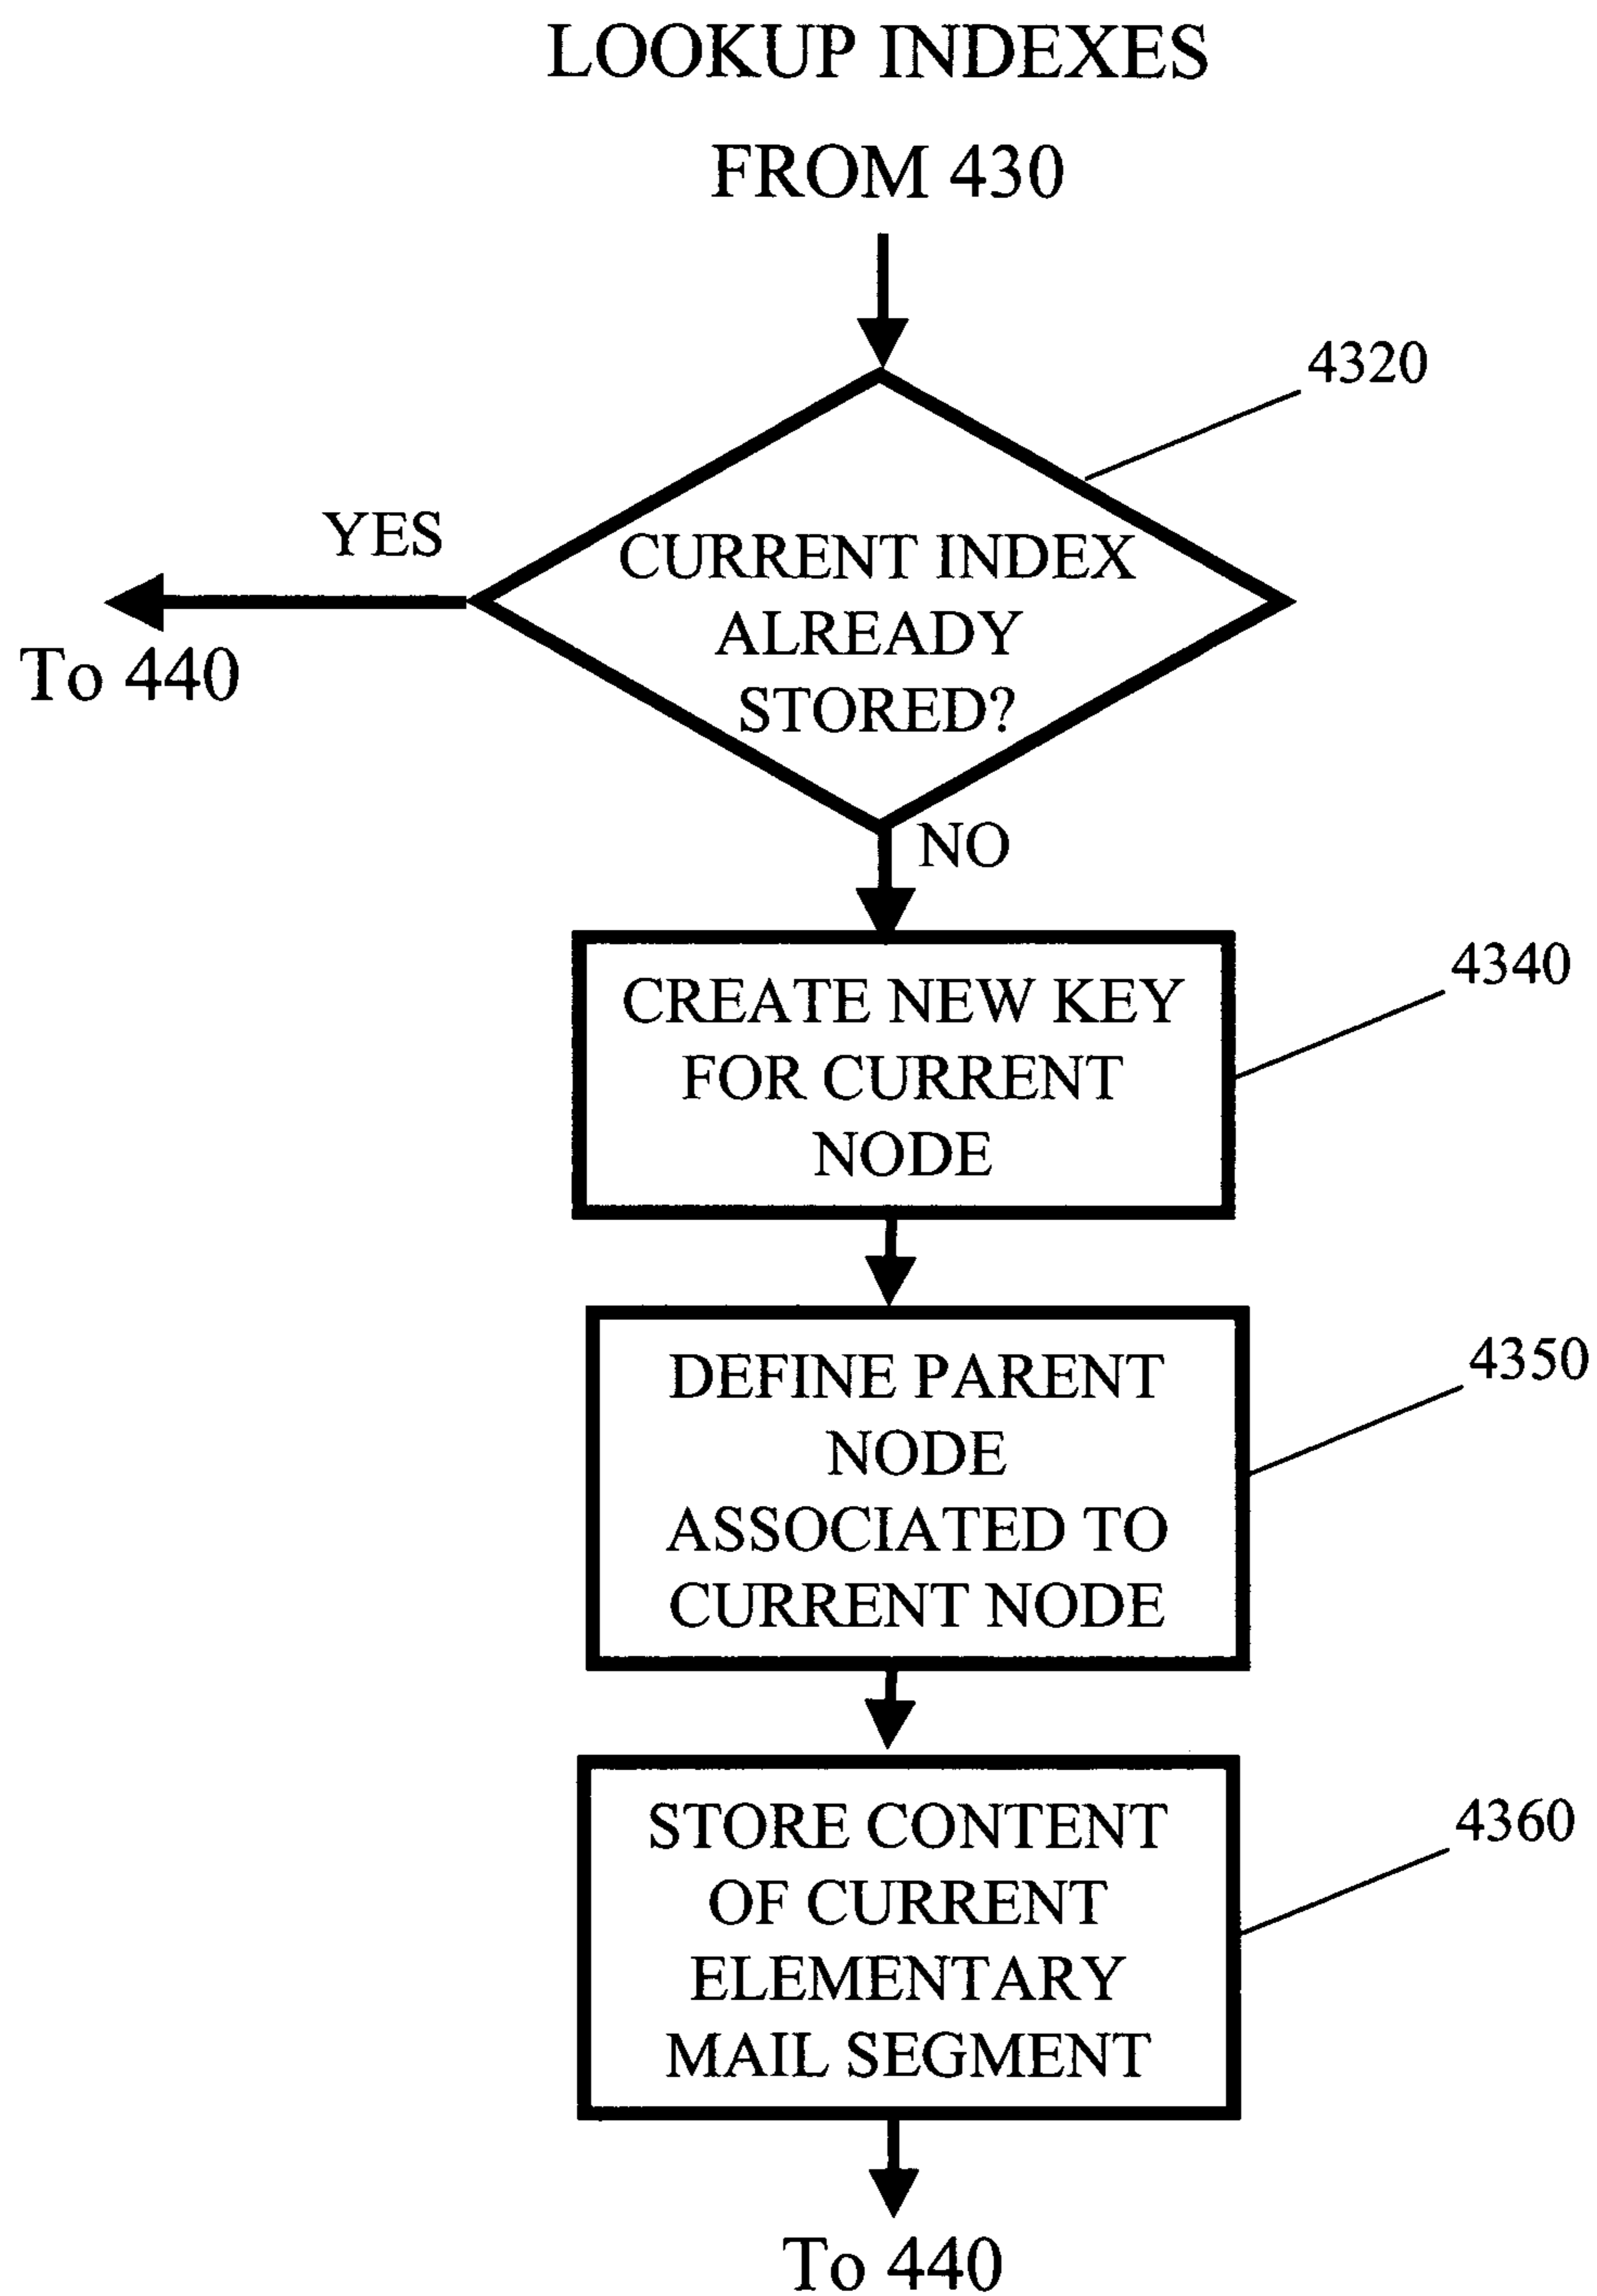 LOOKUP INDEXES
FROM 430
4320
YES
CURRENT INDEX
ALREADY
STORED?
To 440
NO
4340
CREATE NEW KEY
FOR CURRENT
NODE
4350
DEFINE PARENT
NODE
ASSOCIATED TO
CURRENT NODE
4360
STORE CONTENT
OF CURRENT
ELEMENTARY
MAIL SEGMENT
To 440